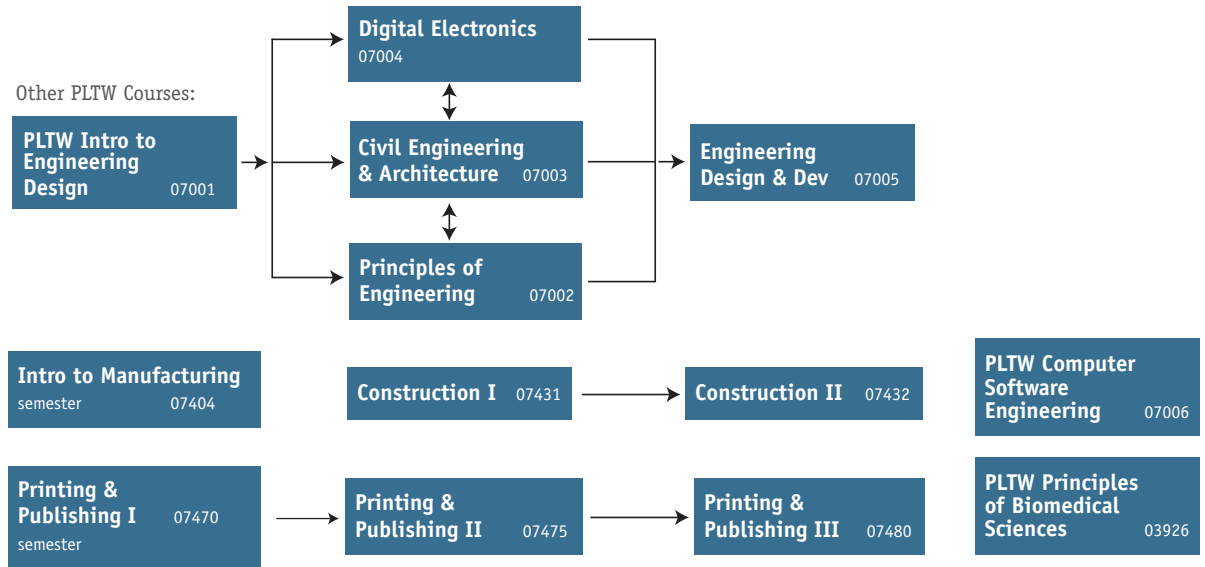 Digital Electronics
07004
Other PLTW Courses:
PLTW Intro to
Engineering
Design 07001
Civil Engineering
& Architecture 07003
Engineering
Design & Dev 07005
Principles of
Engineering 07002
Intro to Manufacturing
semester 07404
Construction I 07431
Construction II 07432
PLTW Computer
Software
Engineering 07006
Printing &
Publishing I 07470
semester
Printing &
Publishing II 07475
Printing &
Publishing III 07480
PLTW Principles
of Biomedical
Sciences 03926